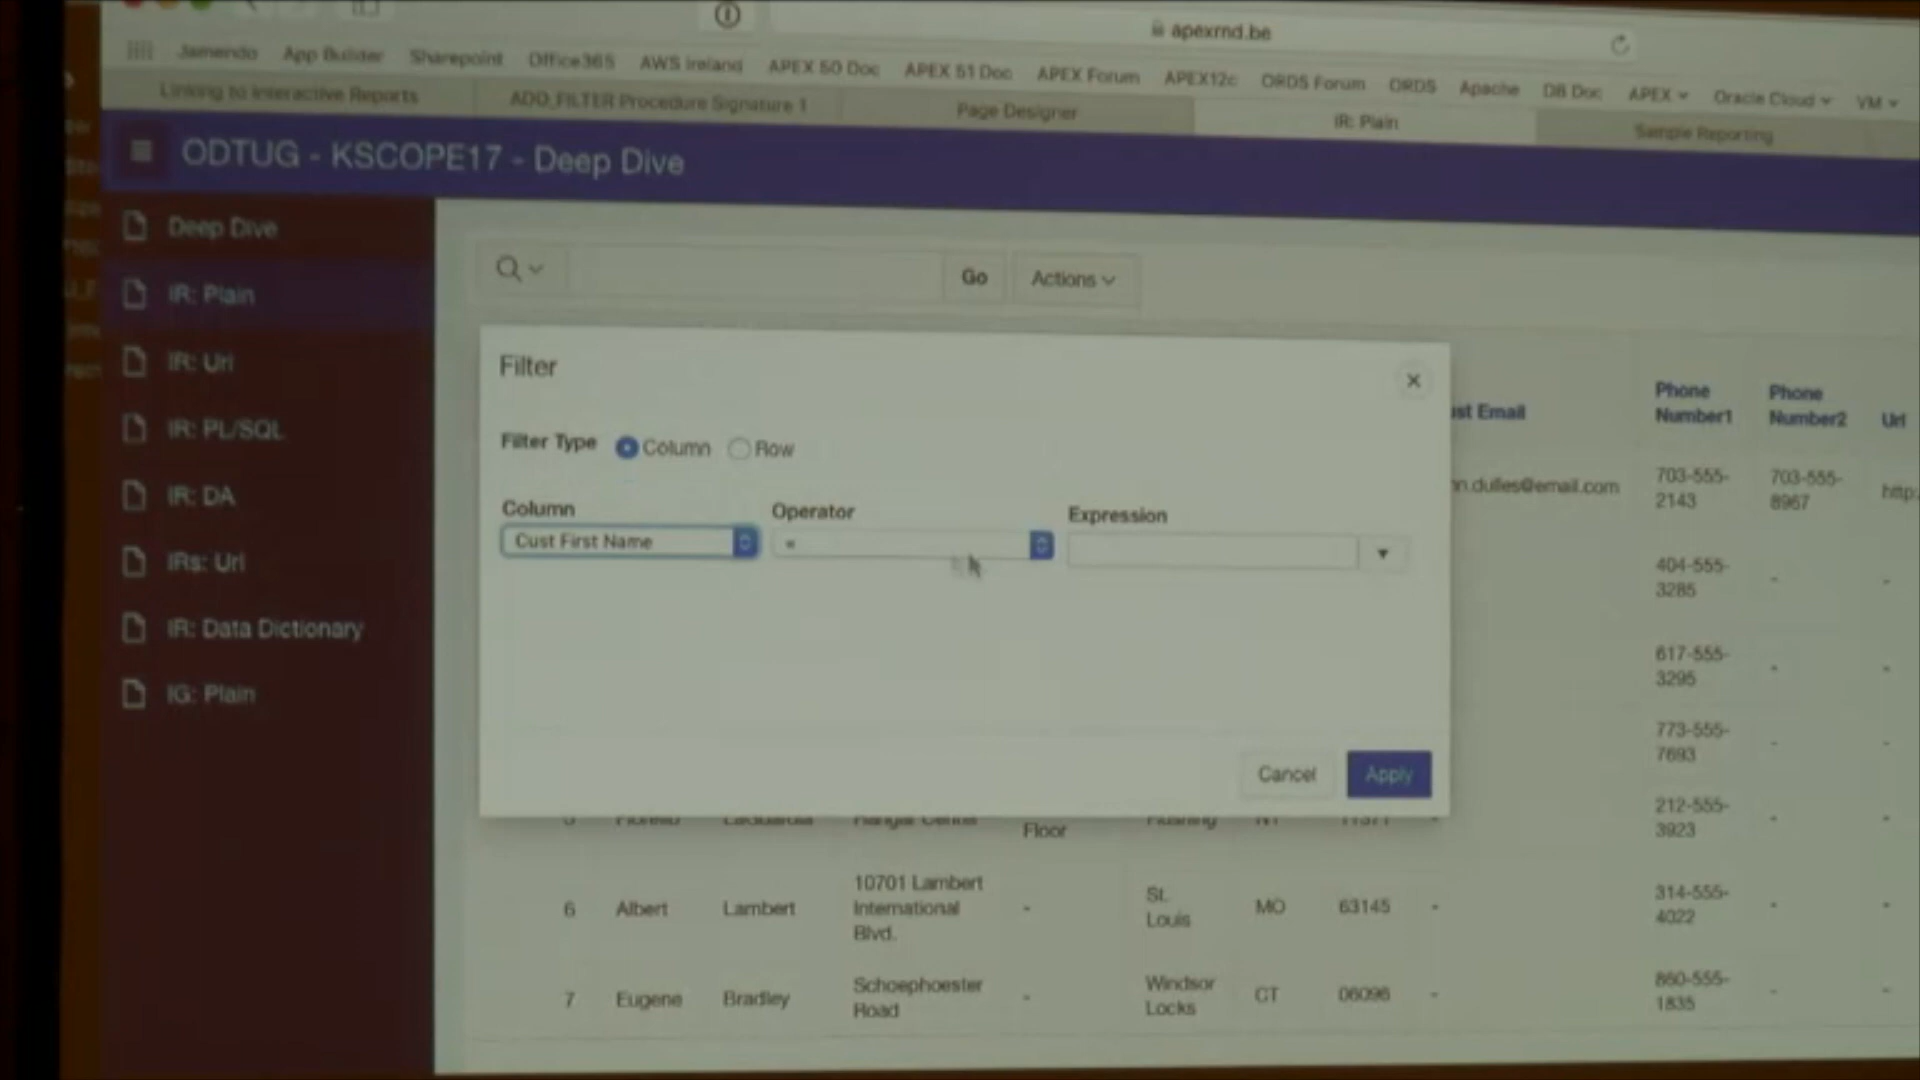 apexrnd.be
Jamendo App Builder Sharepoint Office365 AWS Ireland APEX 50 Doc APEX 51 Doc APEX Forum APEX12c ORDS Forum ORDS Apache DB Doc APEX Oracle Cloud VM
Linking to Interactive Reports ADD_FILTER Procedure Signature 1 Page Designer IR: Plain Sample Reporting
ODTUG - KSCOPE17 - Deep Dive
Deep Dive
IR: Plain
IR: Url
IR: PL/SQL
IR: DA
IRs: Url
IR: Data Dictionary
IG: Plain
Go Actions
Filter
Filter Type Column Row
Column Operator Expression
Cust First Name =
Cancel Apply
Email Phone Number1 Phone Number2 Url
n.dulles@email.com 703-555-2143 703-555-8967 http:
404-555-3285 - -
617-555-3295 - -
773-555-7693 - -
Floor 212-555-3923 - -
6 Albert Lambert 10701 Lambert International Blvd. - St. Louis MO 63145 - 314-555-4022 - -
7 Eugene Bradley Schoephoester Road - Windsor Locks CT 06096 - 860-555-1835 - -